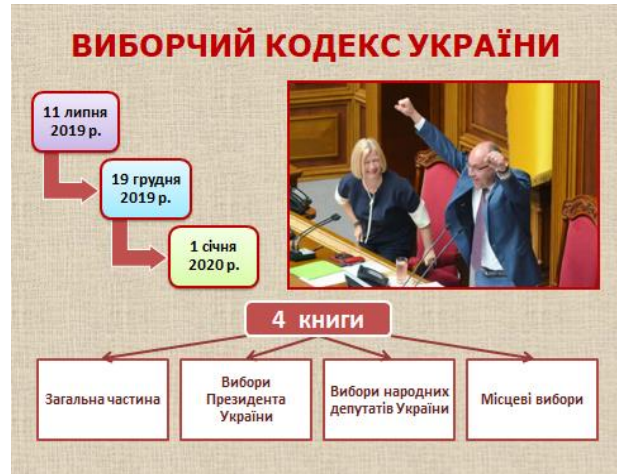 ВИБОРЧИЙ КОДЕКС УКРАЇНИ
11 липня
2019 р.
19 грудня
2019 р.
1 січня
2020 р.
4 книги
Загальна частина
Вибори
Президента
України
Вибори народних
депутатів України
Місцеві вибори